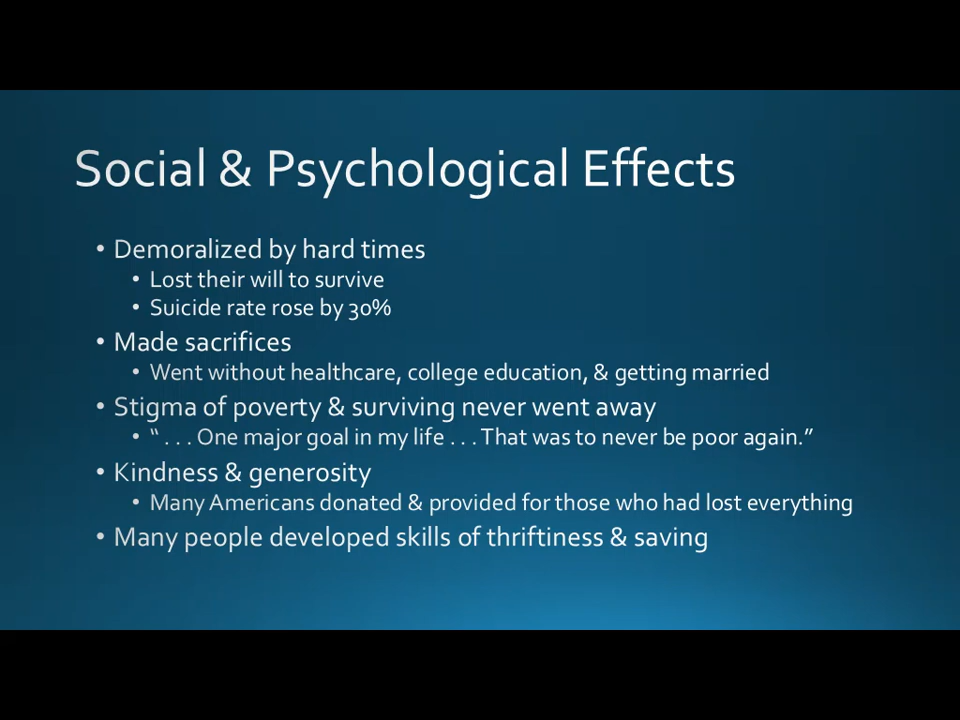 Social & Psychological Effects
• Demoralized by hard times
• Lost their will to survive
• Suicide rate rose by 30%
• Made sacrifices
• Went without healthcare, college education, & getting married
• Stigma of poverty & surviving never went away
• “ . . . One major goal in my life . . . That was to never be poor again.”
• Kindness & generosity
• Many Americans donated & provided for those who had lost everything
• Many people developed skills of thriftiness & saving